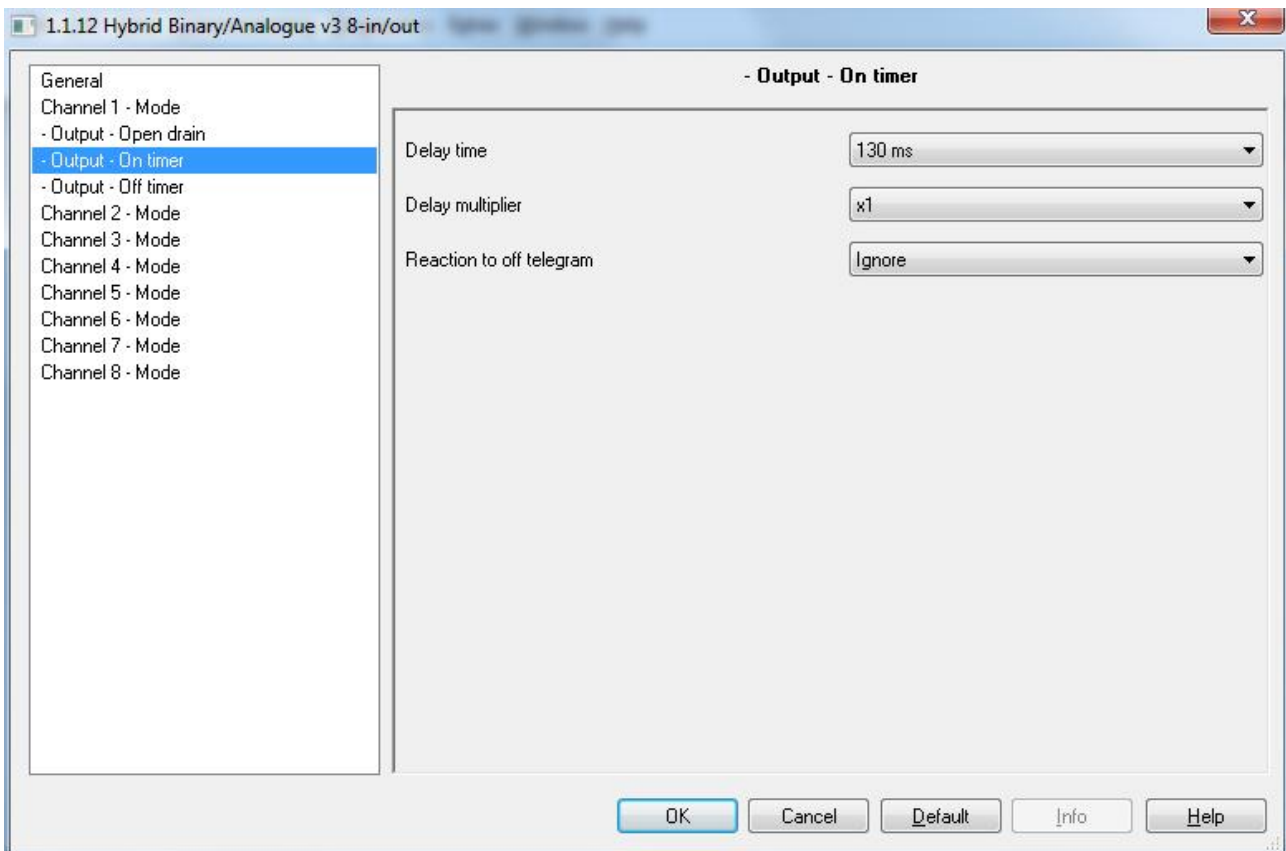 1.1.12 Hybrid Binary/Analogue v3 8-in/out
General
Channel 1 - Mode
- Output - Open drain
- Output - On timer
- Output - Off timer
Channel 2 - Mode
Channel 3 - Mode
Channel 4 - Mode
Channel 5 - Mode
Channel 6 - Mode
Channel 7 - Mode
Channel 8 - Mode
- Output - On timer
Delay time 130 ms
Delay multiplier x1
Reaction to off telegram Ignore
OK Cancel Default Info Help